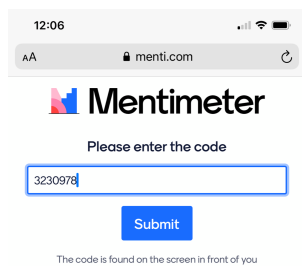 12:06
AA menti.com
Mentimeter
Please enter the code
3230978
Submit
The code is found on the screen in front of you